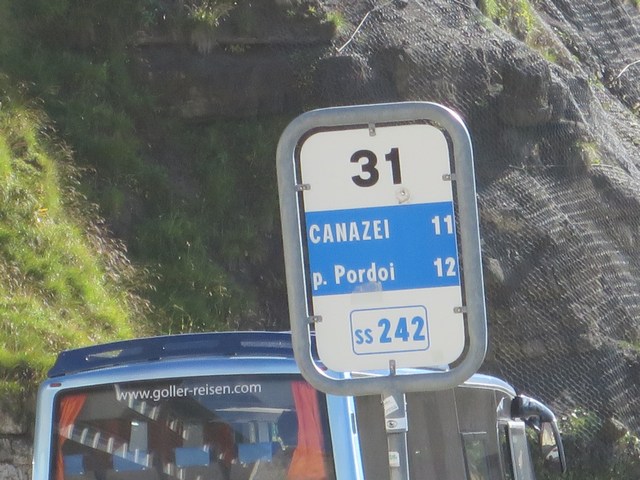 31
CANAZEI 11
p. Pordoi 12
SS 242
www.goller-reisen.com